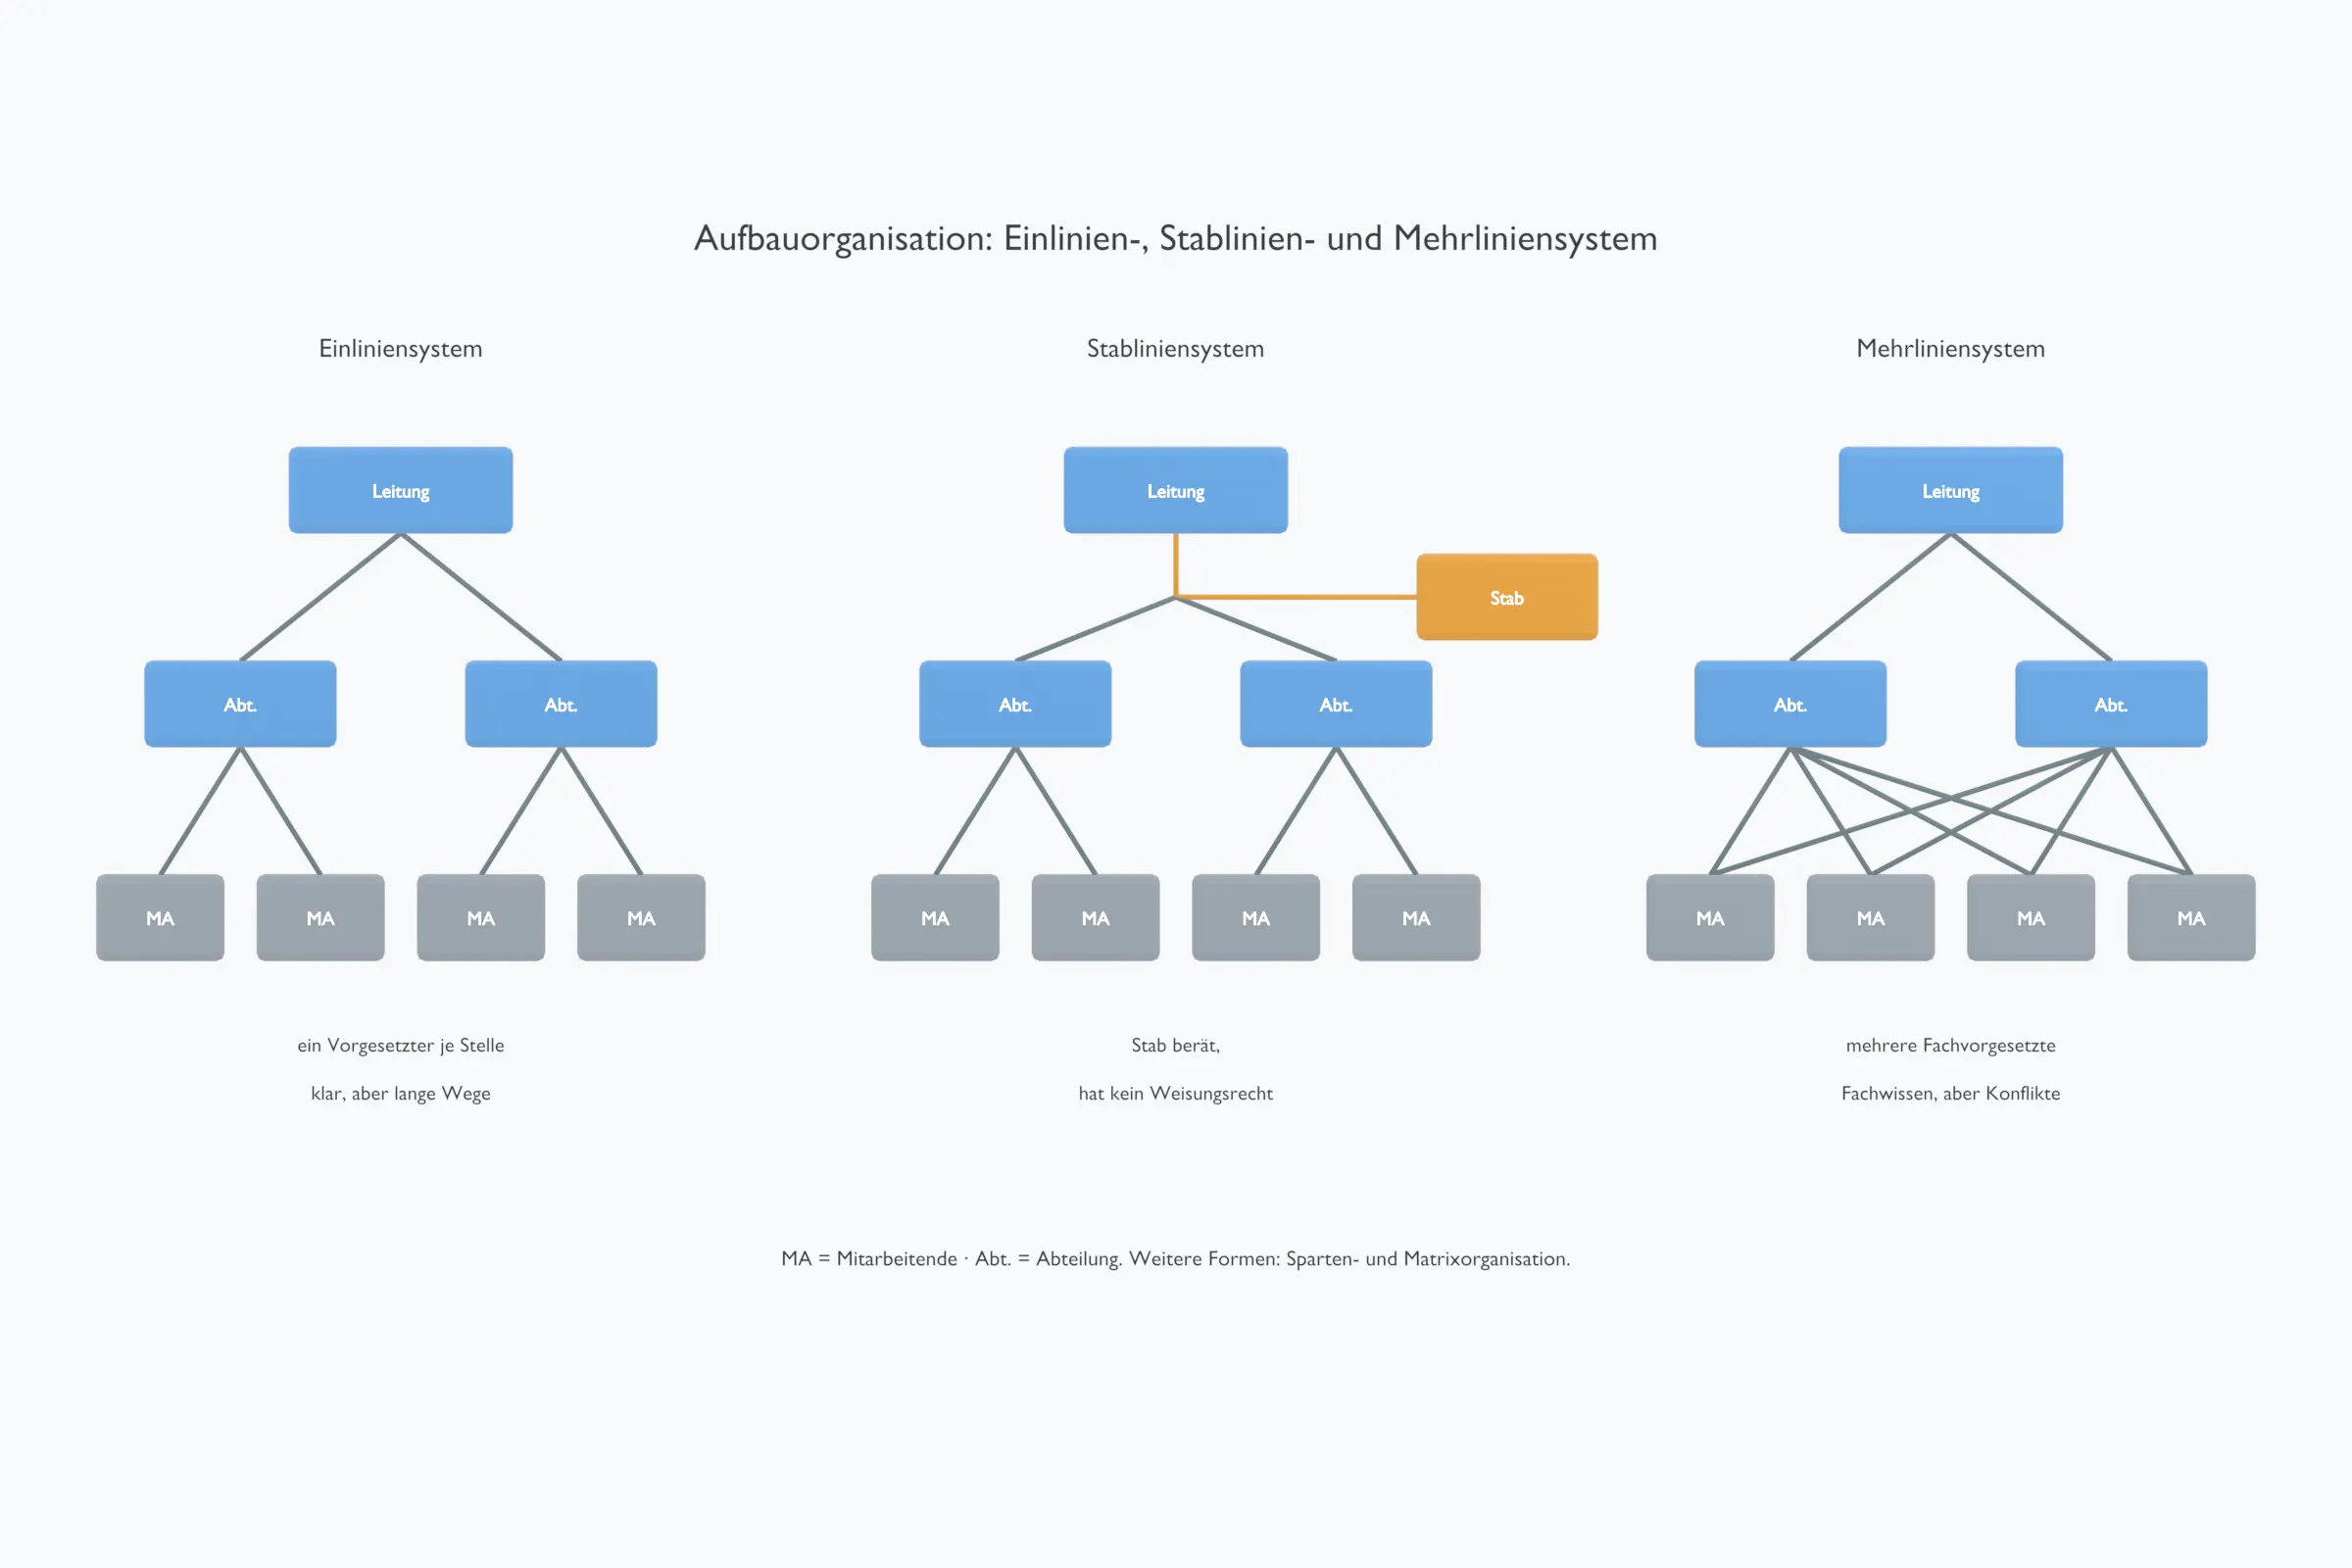 Aufbauorganisation: Einlinien-, Stablinien- und Mehrliniensystem
Einliniensystem
Stabliniensystem
Mehrliniensystem
Leitung
Leitung
Leitung
Stab
Abt.
Abt.
Abt.
Abt.
Abt.
Abt.
MA
MA
MA
MA
MA
MA
MA
MA
MA
MA
MA
MA
ein Vorgesetzter je Stelle
klar, aber lange Wege
Stab berät,
hat kein Weisungsrecht
mehrere Fachvorgesetzte
Fachwissen, aber Konflikte
MA = Mitarbeitende · Abt. = Abteilung. Weitere Formen: Sparten- und Matrixorganisation.